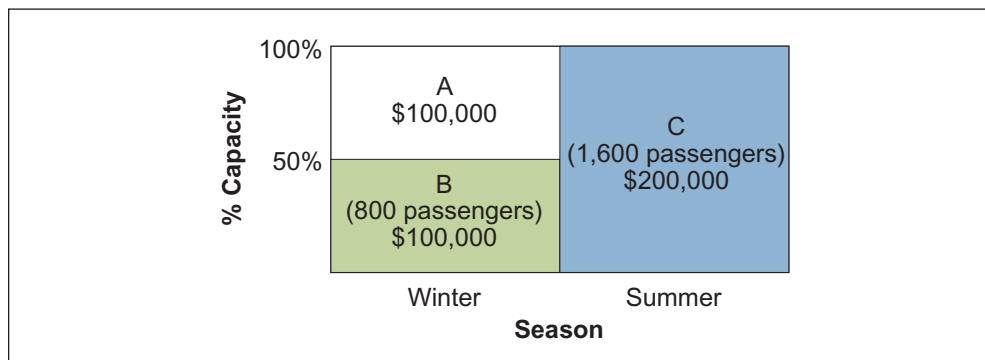 100%
50%
% Capacity
A
$100,000
B
(800 passengers)
$100,000
C
(1,600 passengers)
$200,000
Winter
Summer
Season